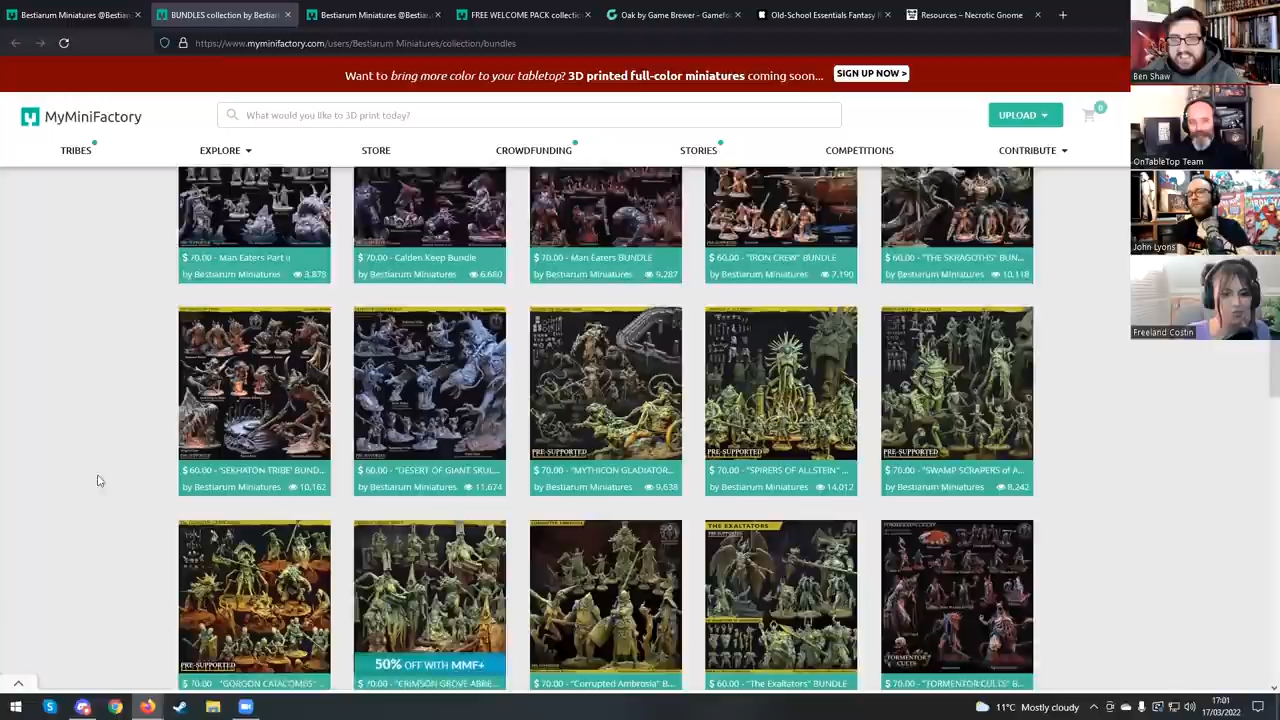 Bestiarum Miniatures @Bestian
BUNDLES collection by Bestian
Bestiarum Miniatures @Bestiar
FREE WELCOME PACK collection
Oak by Game Brewer - Gamefo
Old-School Essentials Fantasy R
Resources – Necrotic Gnome
https://www.myminifactory.com/users/Bestiarum Miniatures/collection/bundles
Want to bring more color to your tabletop? 3D printed full-color miniatures coming soon... SIGN UP NOW >
MyMiniFactory
What would you like to 3D print today?
UPLOAD
0
TRIBES
EXPLORE
STORE
CROWDFUNDING
STORIES
COMPETITIONS
CONTRIBUTE
$ 70.00 - Man Eaters Part II
by Bestiarum Miniatures 3,878
$ 70.00 - Calden Keep Bundle
by Bestiarum Miniatures 6,680
$ 70.00 - Man Eaters BUNDLE
by Bestiarum Miniatures 9,287
$ 60.00 - "IRON CREW" BUNDLE
by Bestiarum Miniatures 7,190
$ 60.00 - "THE SKRAGOTHS" BUN...
by Bestiarum Miniatures 10,118
$ 60.00 - 'SEKHATON TRIBE' BUND...
by Bestiarum Miniatures 10,162
$ 60.00 - "DESERT OF GIANT SKUL...
by Bestiarum Miniatures 11,674
PRE-SUPPORTED
$ 70.00 - "MYTHICON GLADIATOR...
by Bestiarum Miniatures 9,638
PRE-SUPPORTED
$ 70.00 - "SPIRERS OF ALLSTEIN" ...
by Bestiarum Miniatures 14,012
PRE-SUPPORTED
$ 70.00 - "SWAMP SCRAPERS of A...
by Bestiarum Miniatures 8,242
PRE-SUPPORTED
$ 70.00 - "GORGON CATACOMBS" ...
50% OFF WITH MMF+
$ 70.00 - "CRIMSON GROVE ABBE...
$ 70.00 - "Corrupted Ambrosia" B...
THE EXALTATORS
PRE-SUPPORTED
$ 60.00 - "The Exaltators" BUNDLE
TORMENTOR CULTS
$ 70.00 - "TORMENTOR CULTS" B...
Ben Shaw
OnTableTop Team
John Lyons
Freeland Costin
11°C Mostly cloudy
17:01
17/03/2022